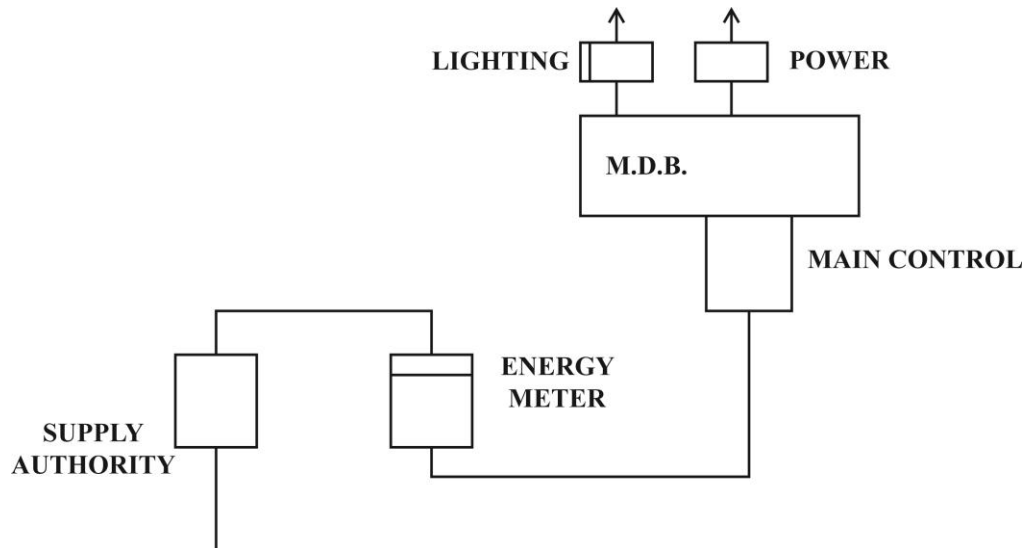 LIGHTING
POWER
M.D.B.
MAIN CONTROL
ENERGY
METER
SUPPLY
AUTHORITY